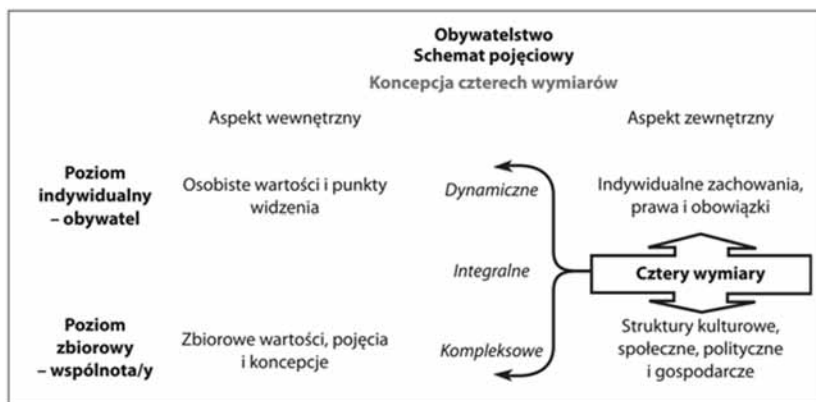 Obywatelstwo
Schemat pojęciowy
Koncepcja czterech wymiarów
Aspekt wewnętrzny
Aspekt zewnętrzny
Poziom
indywidualny
– obywatel
Osobiste wartości i punkty
widzenia
Dynamiczne
Indywidualne zachowania,
prawa i obowiązki
Integralne
Cztery wymiary
Poziom
zbiorowy
– wspólnota/y
Zbiorowe wartości, pojęcia
i koncepcje
Kompleksowe
Struktury kulturowe,
społeczne, polityczne
i gospodarcze